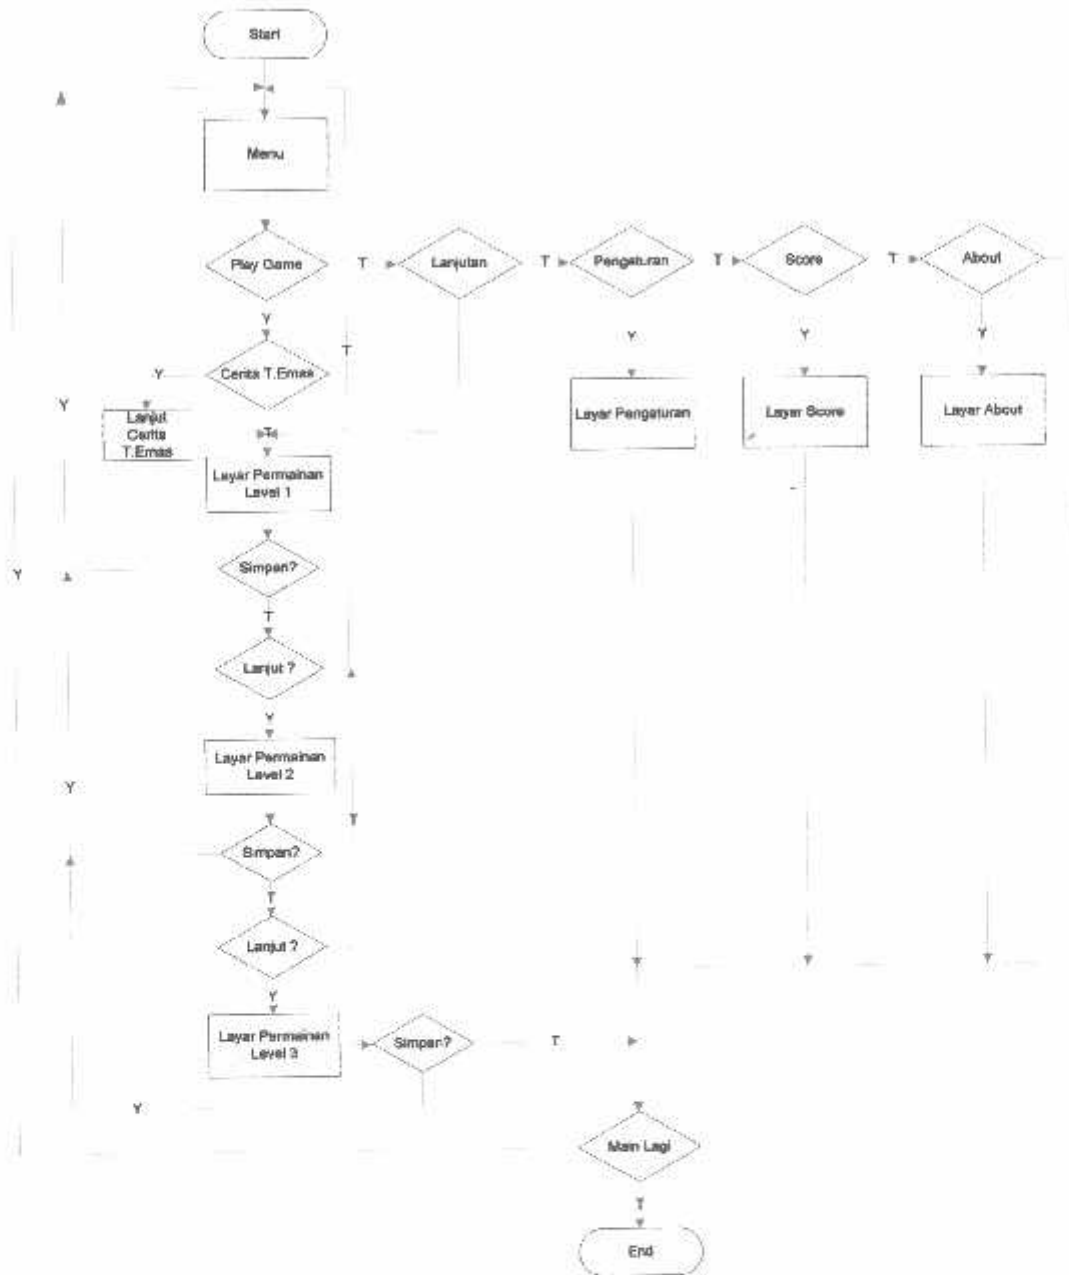 Start
Menu
Play Game
T
Lanjutan
T
Pengaturan
T
Score
T
About
Y
Y
Y
Y
T
Cerita T.Emas
Y
Layar Pengaturan
Layar Score
Layar About
Y
Lanjut
Cerita
T.Emas
T
Layar Permainan
Level 1
Simpan?
Y
T
Lanjut ?
Y
Layar Permainan
Level 2
Y
T
Simpan?
T
Lanjut ?
Y
Layar Permainan
Level 3
Simpan?
T
Y
Main Lagi
T
End